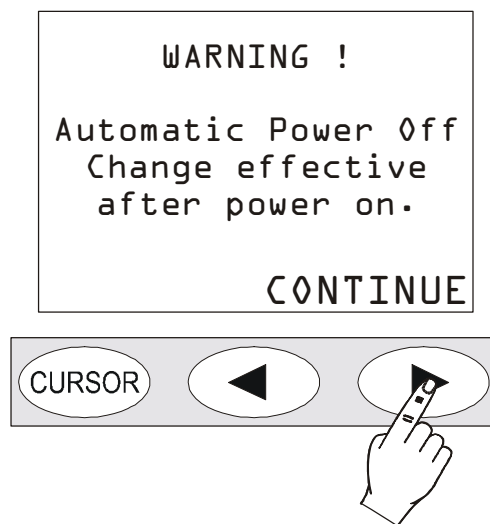 WARNING !
Automatic Power Off
Change effective
after power on.
CONTINUE
CURSOR